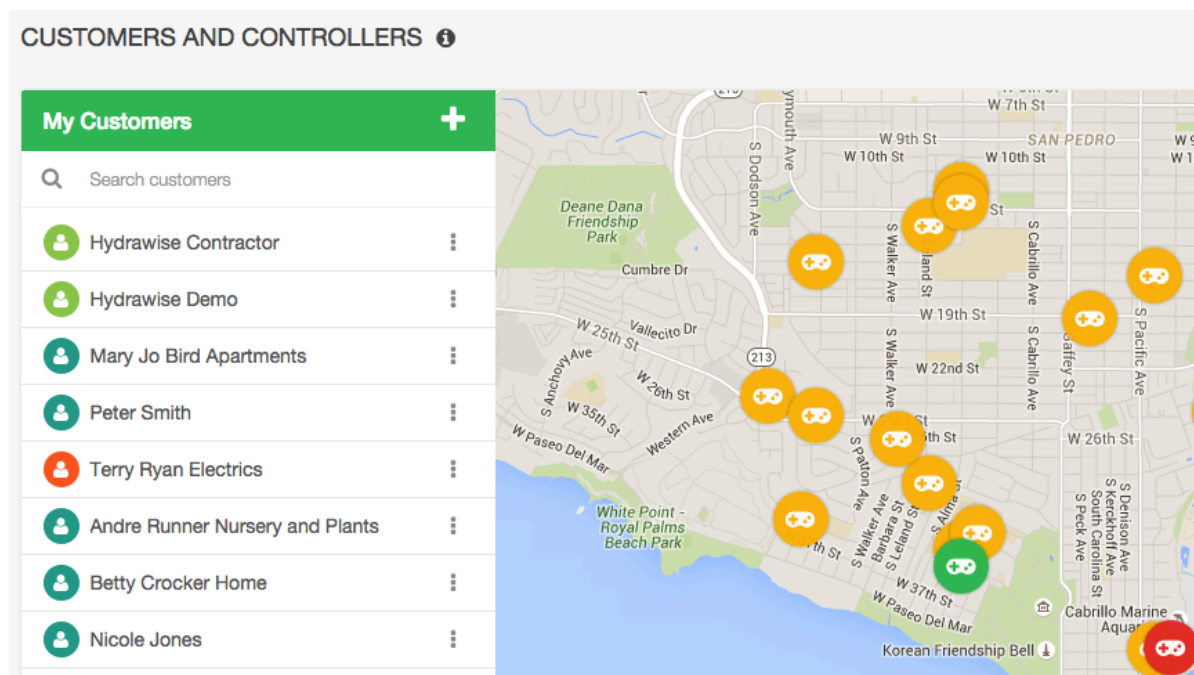 CUSTOMERS AND CONTROLLERS
My Customers
Search customers
Hydrawise Contractor
Hydrawise Demo
Mary Jo Bird Apartments
Peter Smith
Terry Ryan Electrics
Andre Runner Nursery and Plants
Betty Crocker Home
Nicole Jones
W 7th St
W 9th St
SAN PEDRO
W 10th St
W 10th St
S Dodson Ave
Deane Dana
Friendship
Park
St
S Walker Ave
S Cabrillo Ave
Cumbre Dr
W 19th St
S Pacific Ave
W 25th St
Vallecito Dr
213
S Anchovy Ave
W 26th St
W 22nd St
S Walker Ave
S Cabrillo Ave
W 35th St
Western Ave
W Paseo Del Mar
W 26th St
S Patton Ave
White Point -
Royal Palms
Beach Park
S Walker Ave
Barbara St
S Leland St
S Alma St
S Peck Ave
South Carolina St
S Kerckhoff Ave
S Denison Ave
W 37th St
W Paseo Del Mar
Cabrillo Marine
Korean Friendship Bell